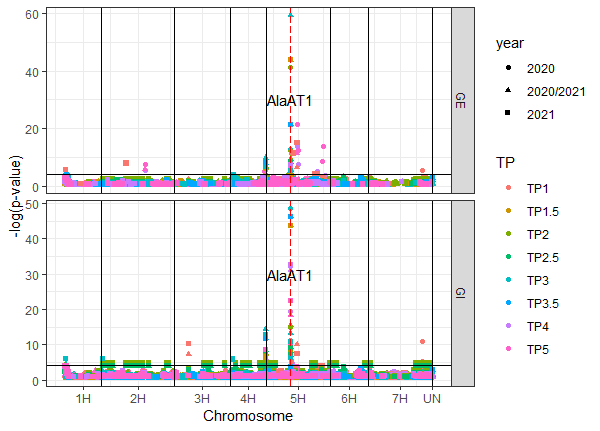 60
40
20
0
AlaAT1
GE
50
40
30
20
10
0
AlaAT1
GI
-log(p-value)
1H
2H
3H
4H
5H
6H
7H
UN
Chromosome
year
2020
2020/2021
2021
TP
TP1
TP1.5
TP2
TP2.5
TP3
TP3.5
TP4
TP5